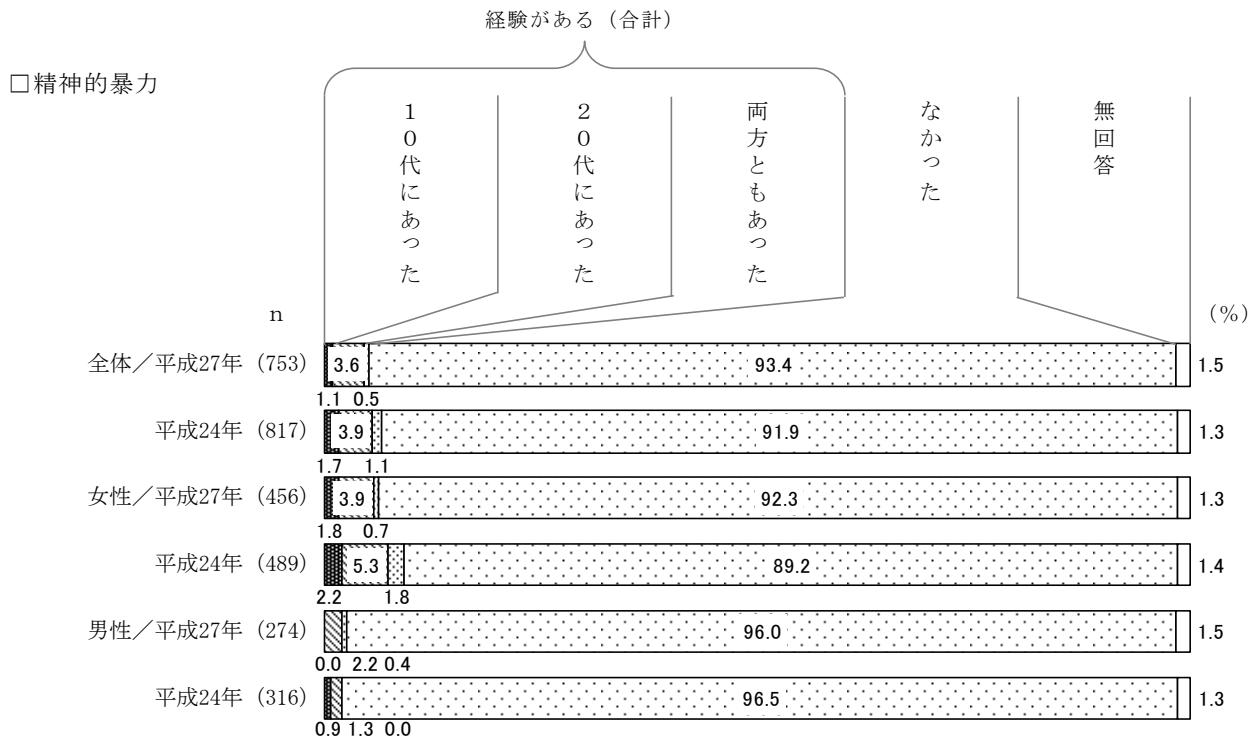 経験がある（合計）
□精神的暴力
10代にあった
20代にあった
両方ともあった
なかった
無回答
n
（%）
全体／平成27年（753） 3.6 93.4 1.5
1.1 0.5
平成24年（817） 3.9 91.9 1.3
1.7 1.1
女性／平成27年（456） 3.9 92.3 1.3
1.8 0.7
平成24年（489） 5.3 89.2 1.4
2.2 1.8
男性／平成27年（274） 96.0 1.5
0.0 2.2 0.4
平成24年（316） 96.5 1.3
0.9 1.3 0.0